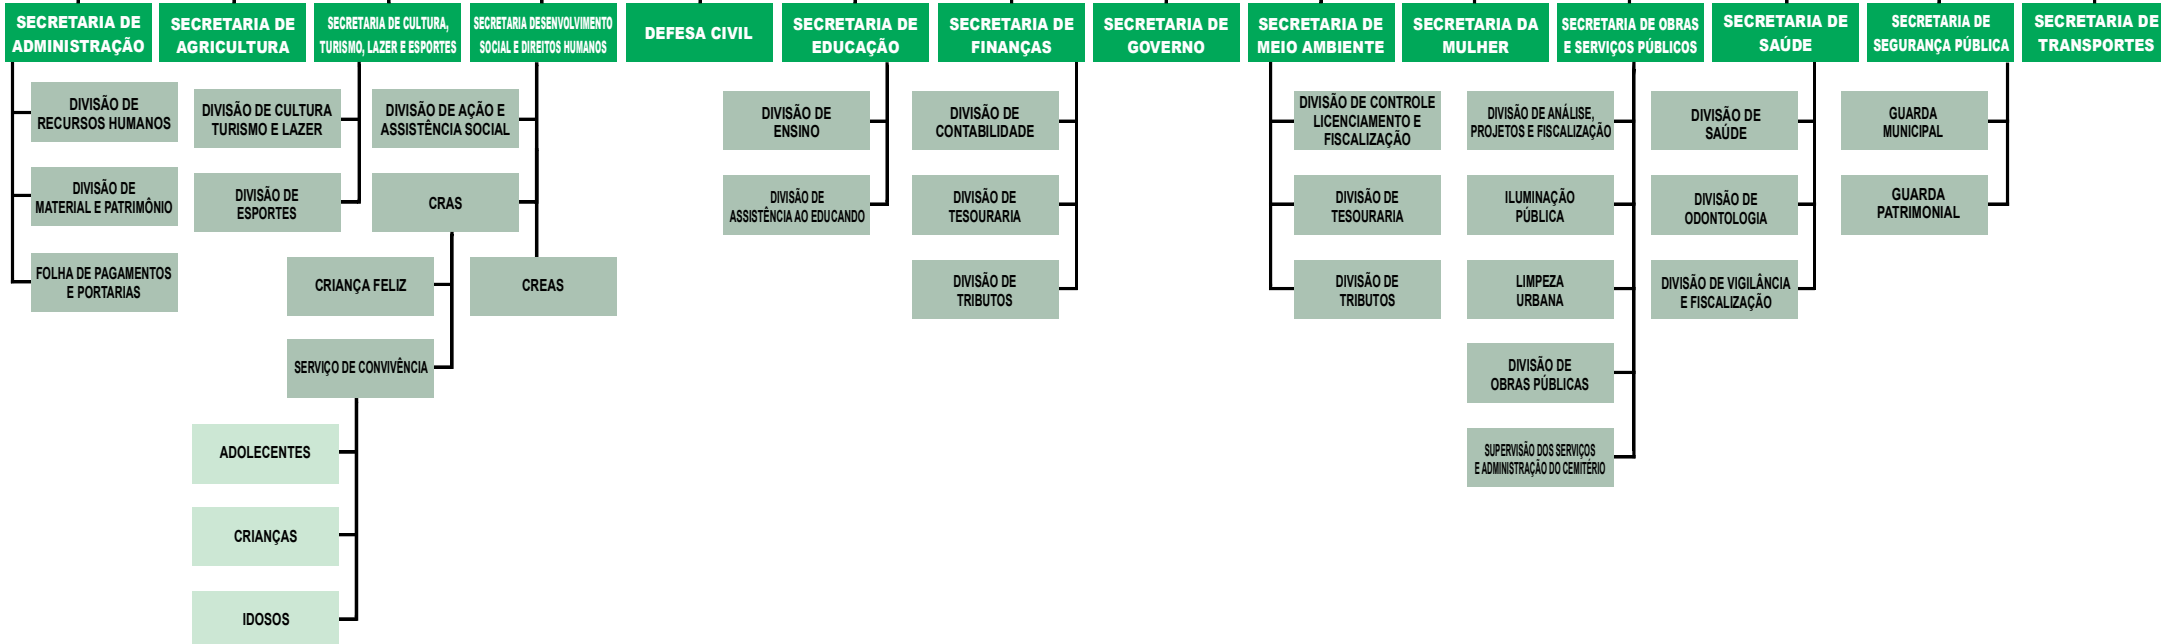 SECRETARIA DE
ADMINISTRAÇÃO
SECRETARIA DE
AGRICULTURA
SECRETARIA DE CULTURA,
TURISMO, LAZER E ESPORTES
SECRETARIA DESENVOLVIMENTO
SOCIAL E DIREITOS HUMANOS
DEFESA CIVIL
SECRETARIA DE
EDUCAÇÃO
SECRETARIA DE
FINANÇAS
SECRETARIA DE
GOVERNO
SECRETARIA DE
MEIO AMBIENTE
SECRETARIA DA
MULHER
SECRETARIA DE OBRAS
E SERVIÇOS PÚBLICOS
SECRETARIA DE
SAÚDE
SECRETARIA DE
SEGURANÇA PÚBLICA
SECRETARIA DE
TRANSPORTES
DIVISÃO DE
RECURSOS HUMANOS
DIVISÃO DE
MATERIAL E PATRIMÔNIO
FOLHA DE PAGAMENTOS
E PORTARIAS
DIVISÃO DE CULTURA
TURISMO E LAZER
DIVISÃO DE
ESPORTES
DIVISÃO DE AÇÃO E
ASSISTÊNCIA SOCIAL
CRAS
CRIANÇA FELIZ
CREAS
SERVIÇO DE CONVIVÊNCIA
ADOLECENTES
CRIANÇAS
IDOSOS
DIVISÃO DE
ENSINO
DIVISÃO DE
ASSISTÊNCIA AO EDUCANDO
DIVISÃO DE
CONTABILIDADE
DIVISÃO DE
TESOURARIA
DIVISÃO DE
TRIBUTOS
DIVISÃO DE CONTROLE
LICENCIAMENTO E
FISCALIZAÇÃO
DIVISÃO DE
TESOURARIA
DIVISÃO DE
TRIBUTOS
DIVISÃO DE ANÁLISE,
PROJETOS E FISCALIZAÇÃO
ILUMINAÇÃO
PÚBLICA
LIMPEZA
URBANA
DIVISÃO DE
OBRAS PÚBLICAS
SUPERVISÃO DOS SERVIÇOS
E ADMINISTRAÇÃO DO CEMITÉRIO
DIVISÃO DE
SAÚDE
DIVISÃO DE
ODONTOLOGIA
DIVISÃO DE VIGILÂNCIA
E FISCALIZAÇÃO
GUARDA
MUNICIPAL
GUARDA
PATRIMONIAL